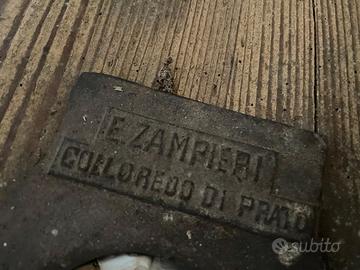 E. ZAMPIERI
COLLOREDO DI PRATO
subito